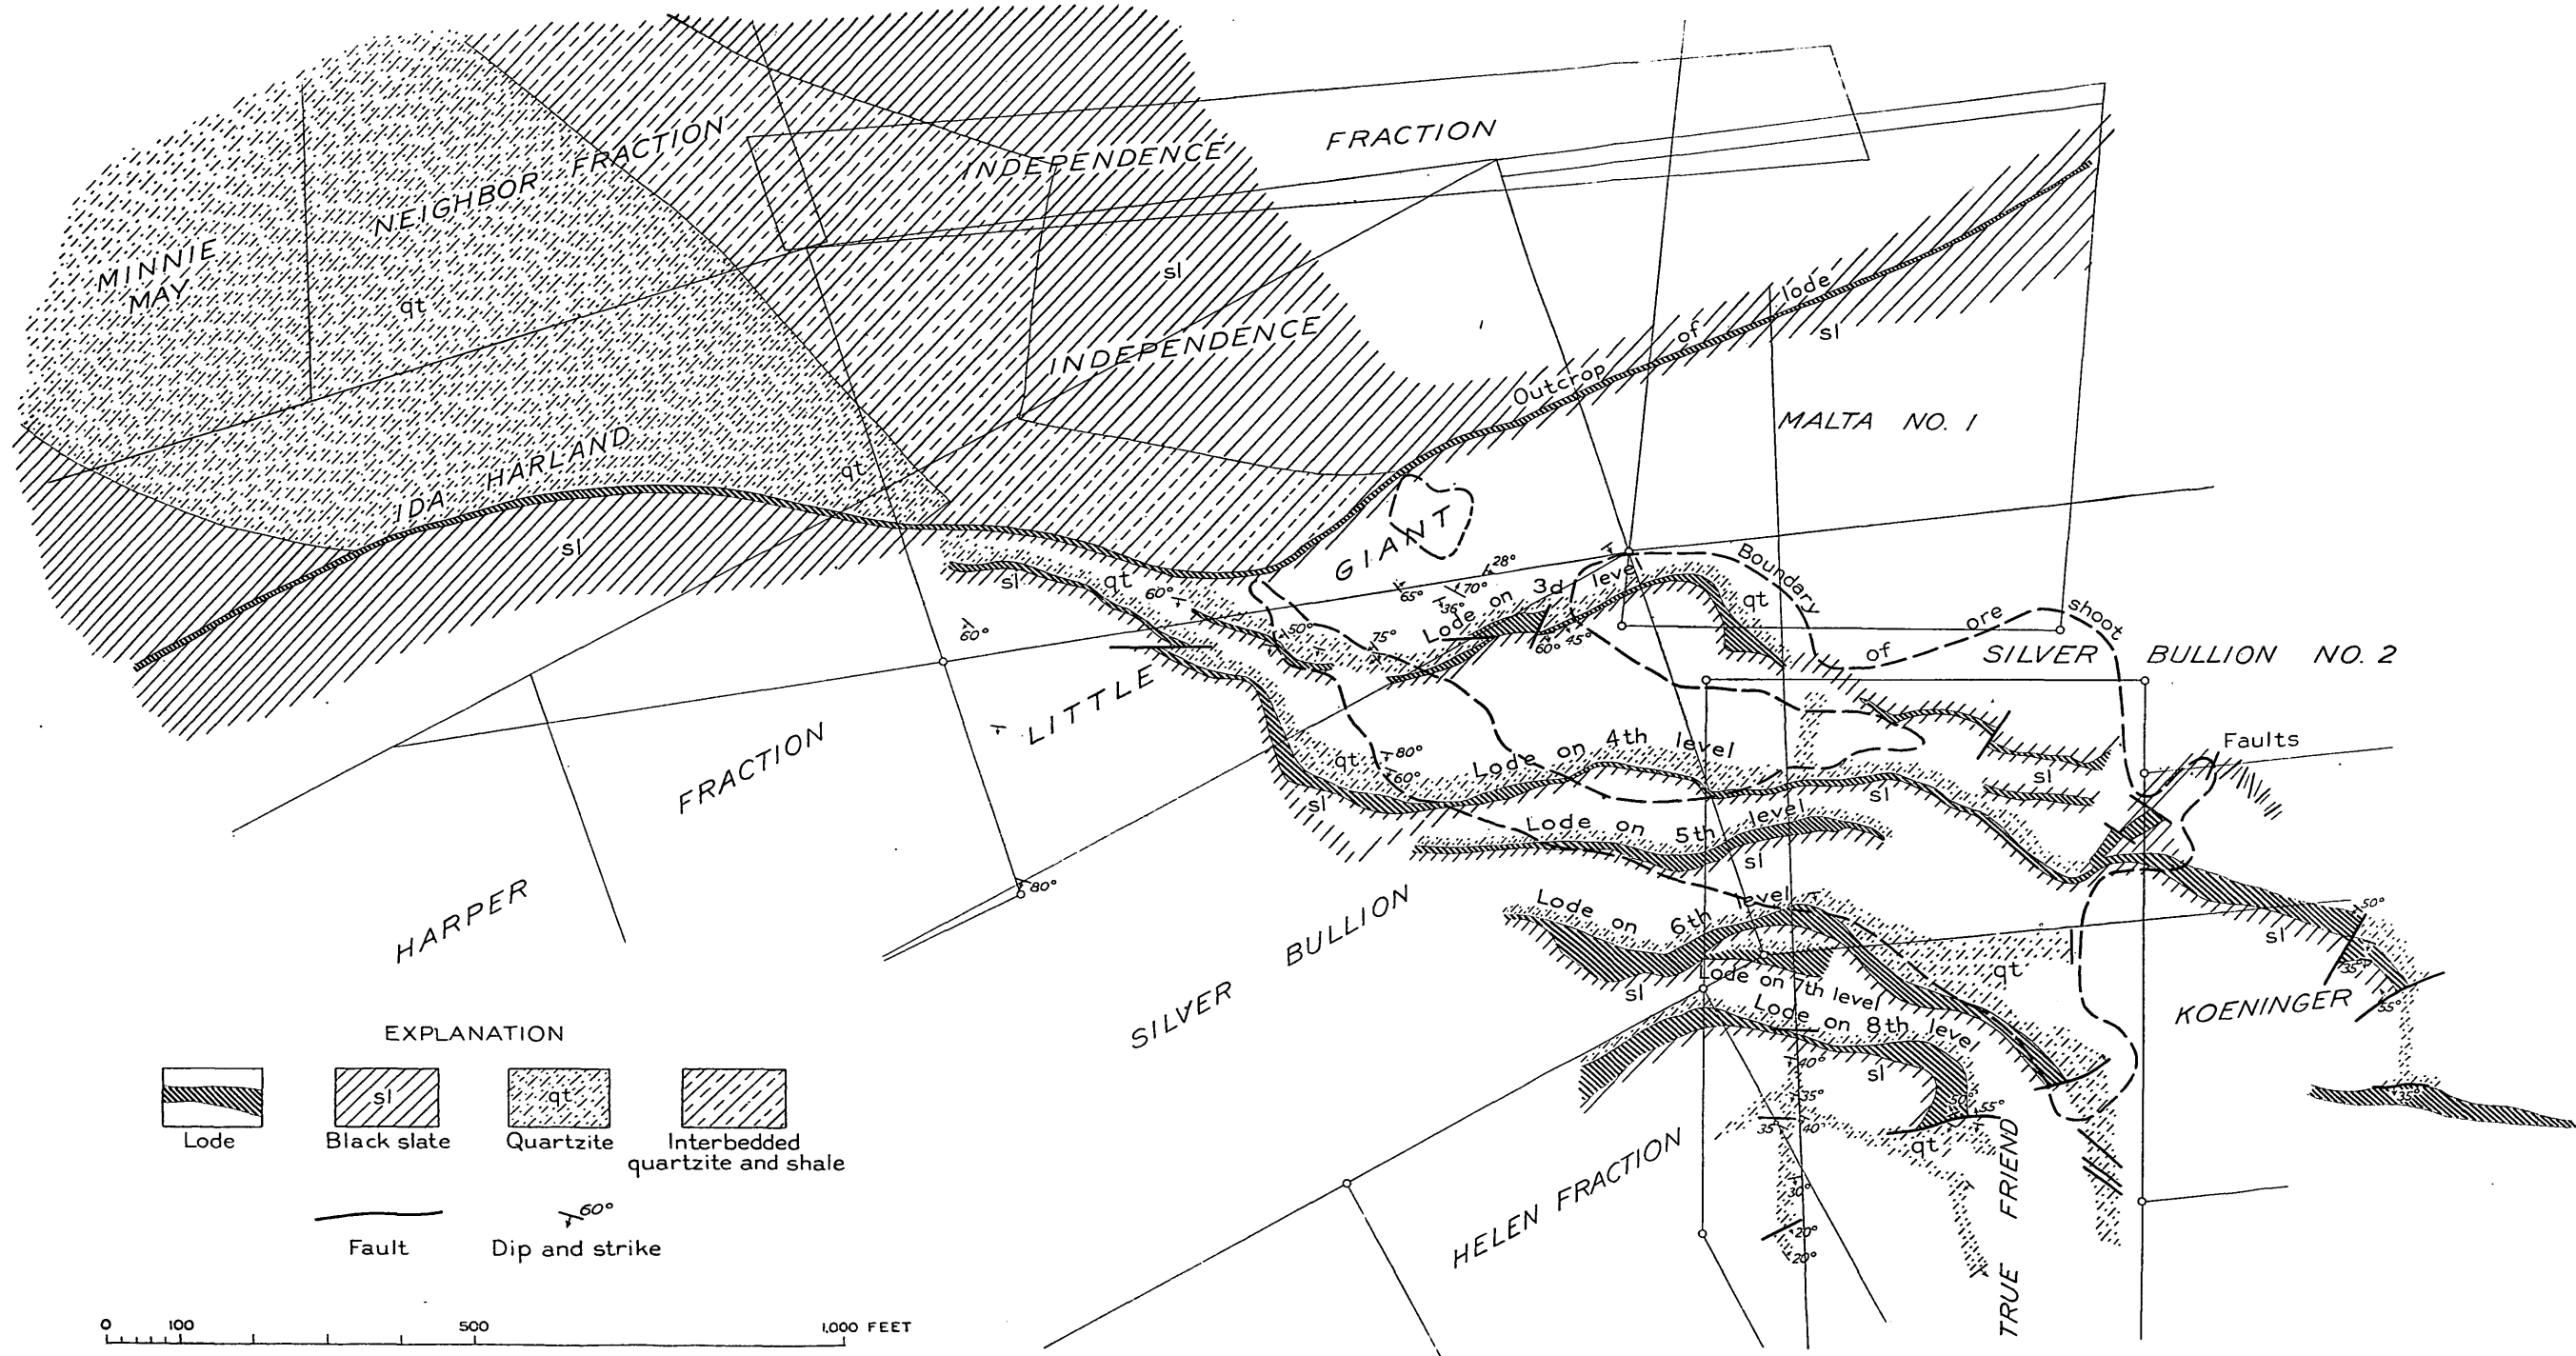 FRACTION
INDEPENDENCE
NEIGHBOR FRACTION
MINNIE
MAY
qt
sl
INDEPENDENCE
Outcrop of lode
sl
MALTA NO. 1
IDA HARLAND
qt
sl
GIANT
Boundary of ore shoot
SILVER BULLION NO. 2
Lode on 3d level
qt
28°
70°
65°
36°
75°
60°
45°
50°
60°
qt
sl
60°
LITTLE
FRACTION
HARPER
80°
qt
80°
60°
sl
Lode on 4th level
sl
sl
Faults
Lode on 5th level
sl
SILVER BULLION
Lode on 6th level
sl
qt
50°
sl
35°
55°
KOENINGER
Lode on 7th level
Lode on 8th level
sl
40°
35°
35
40
50°
55°
qt
30°
20°
20°
35°
HELEN FRACTION
TRUE FRIEND
EXPLANATION
sl
qt
Lode
Black slate
Quartzite
Interbedded
quartzite and shale
60°
Fault
Dip and strike
0 100 500 1,000 FEET